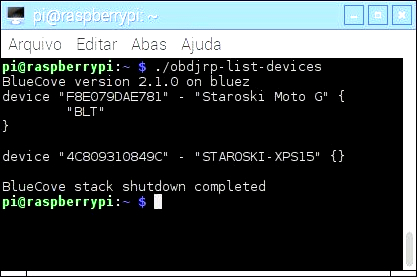 pi@raspberrypi: ~
Arquivo Editar Abas Ajuda
pi@raspberrypi:~ $ ./obdjrp-list-devices
BlueCove version 2.1.0 on bluez
device "F8E079DAE781" - "Staroski Moto G" {
        "BLT"
}
device "4C809310849C" - "STAROSKI-XPS15" {}
BlueCove stack shutdown completed
pi@raspberrypi:~ $